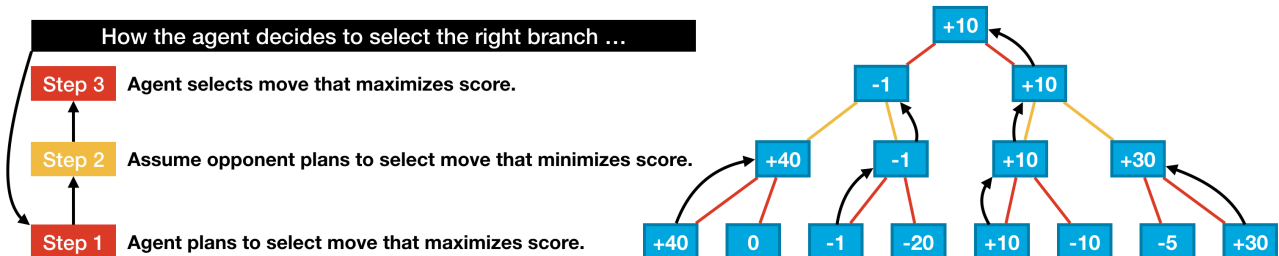 How the agent decides to select the right branch …
Step 3 Agent selects move that maximizes score.
Step 2 Assume opponent plans to select move that minimizes score.
Step 1 Agent plans to select move that maximizes score.
+10
-1 +10
+40 -1 +10 +30
+40 0 -1 -20 +10 -10 -5 +30